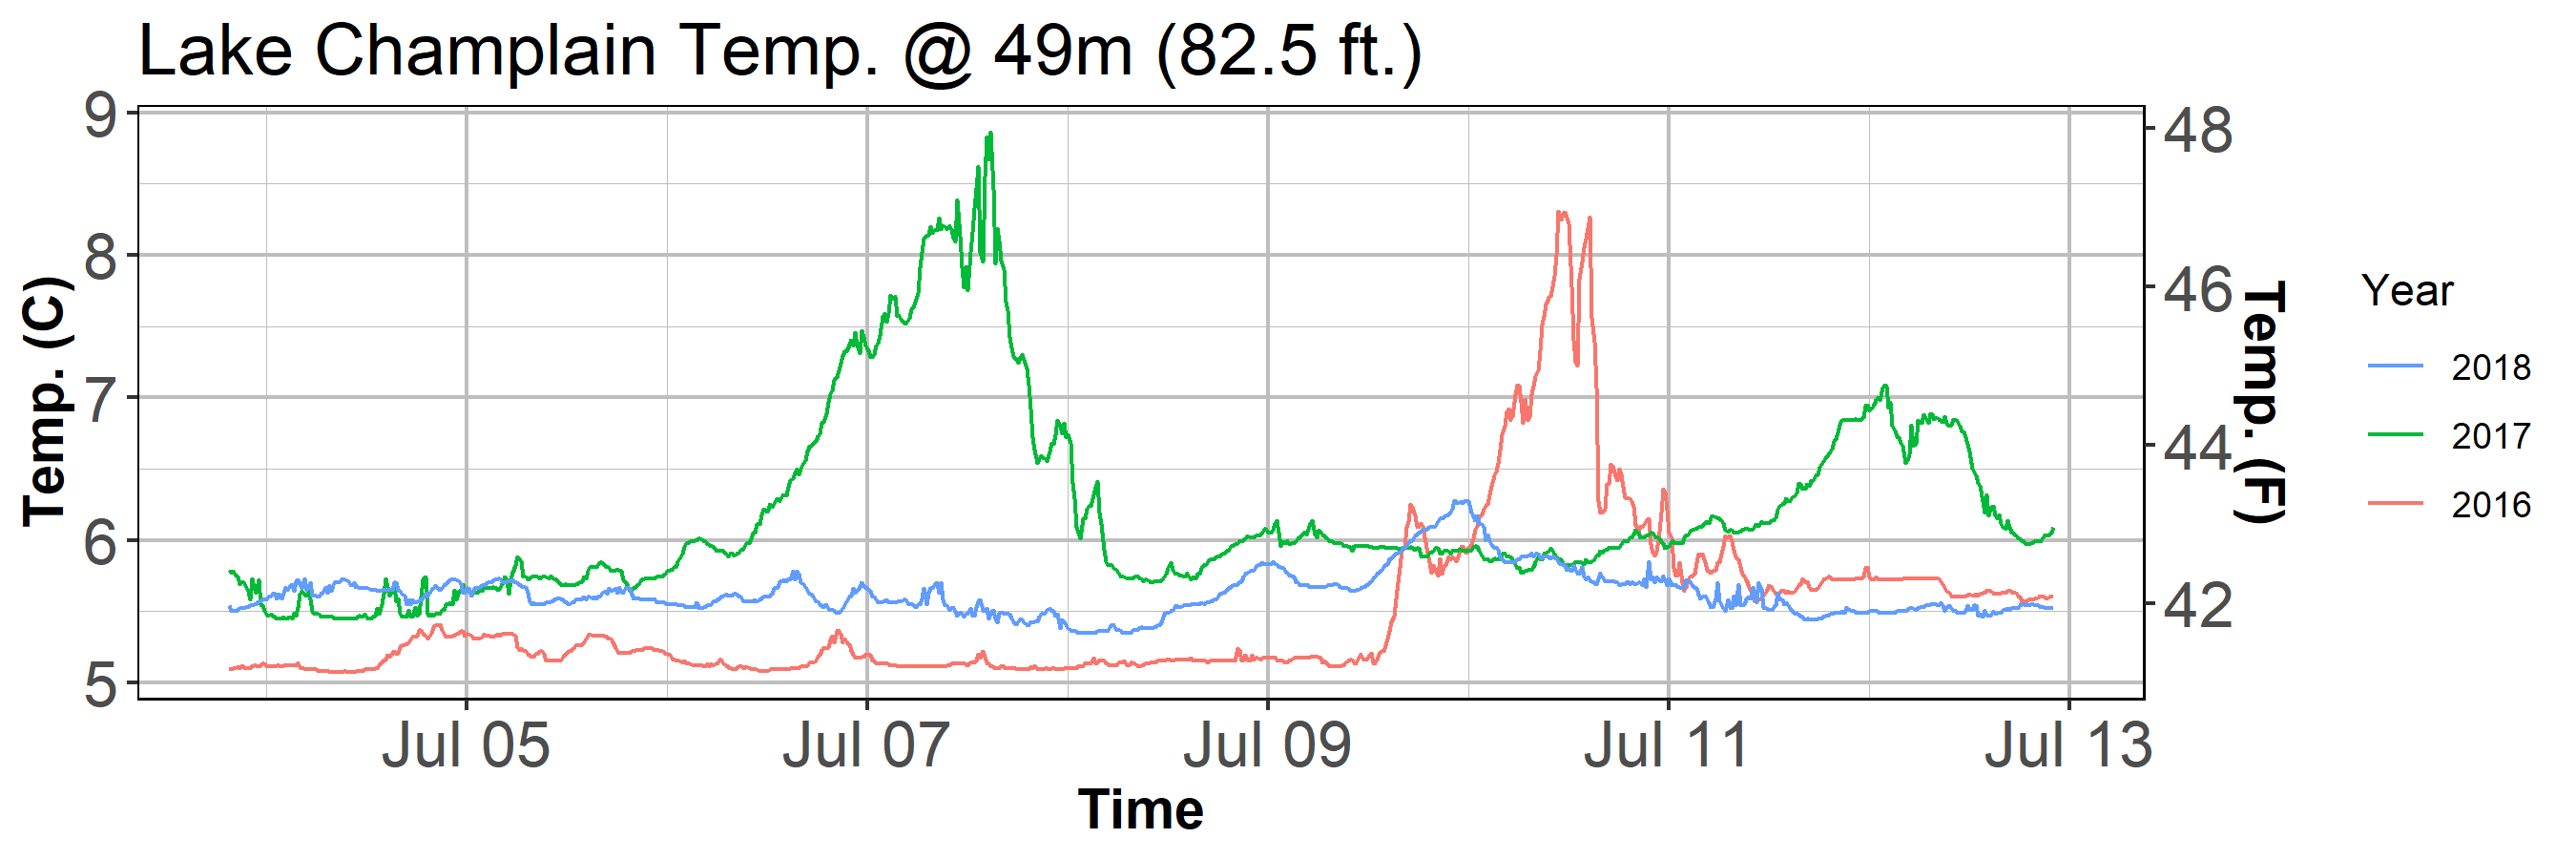 Lake Champlain Temp. @ 49m (82.5 ft.)
9
8
7
6
5
Temp. (C)
48
46
44
42
Temp. (F)
Jul 05
Jul 07
Jul 09
Jul 11
Jul 13
Time
Year
2018
2017
2016